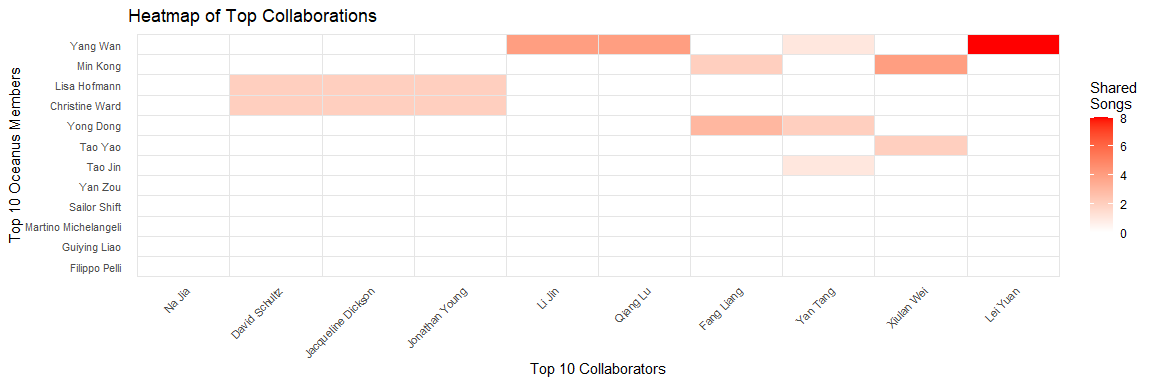 Heatmap of Top Collaborations
Top 10 Oceanus Members
Yang Wan
Min Kong
Lisa Hofmann
Christine Ward
Yong Dong
Tao Yao
Tao Jin
Yan Zou
Sailor Shift
Martino Michelangeli
Guiying Liao
Filippo Pelli
Na Jia
David Schultz
Jacqueline Dickson
Jonathan Young
Li Jin
Qiang Lu
Fang Liang
Yan Tang
Xiulan Wei
Lei Yuan
Top 10 Collaborators
Shared
Songs
8
6
4
2
0